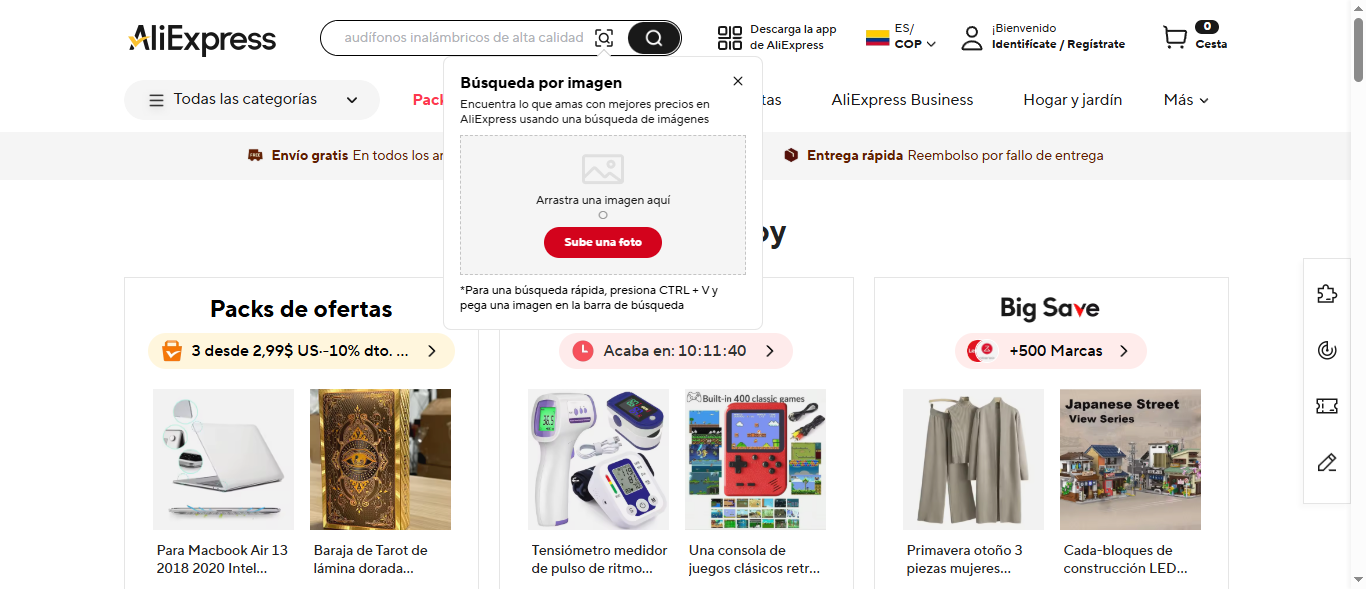 AliExpress
audífonos inalámbricos de alta calidad
Descarga la app
de AliExpress
ES/
COP
¡Bienvenido
Identifícate / Regístrate
0
Cesta
Todas las categorías
AliExpress Business
Hogar y jardín
Más
Búsqueda por imagen
Encuentra lo que amas con mejores precios en
AliExpress usando una búsqueda de imágenes
Arrastra una imagen aquí
O
Sube una foto
*Para una búsqueda rápida, presiona CTRL + V y
pega una imagen en la barra de búsqueda
Envío gratis En todos los ar
Entrega rápida Reembolso por fallo de entrega
Packs de ofertas
3 desde 2,99$ US·-10% dto. ...
Acaba en: 10:11:40
Big Save
+500 Marcas
Built-in 400 classic games
Japanese Street
View Series
Para Macbook Air 13
2018 2020 Intel...
Baraja de Tarot de
lámina dorada...
Tensiómetro medidor
de pulso de ritmo...
Una consola de
juegos clásicos retr...
Primavera otoño 3
piezas mujeres...
Cada-bloques de
construcción LED...